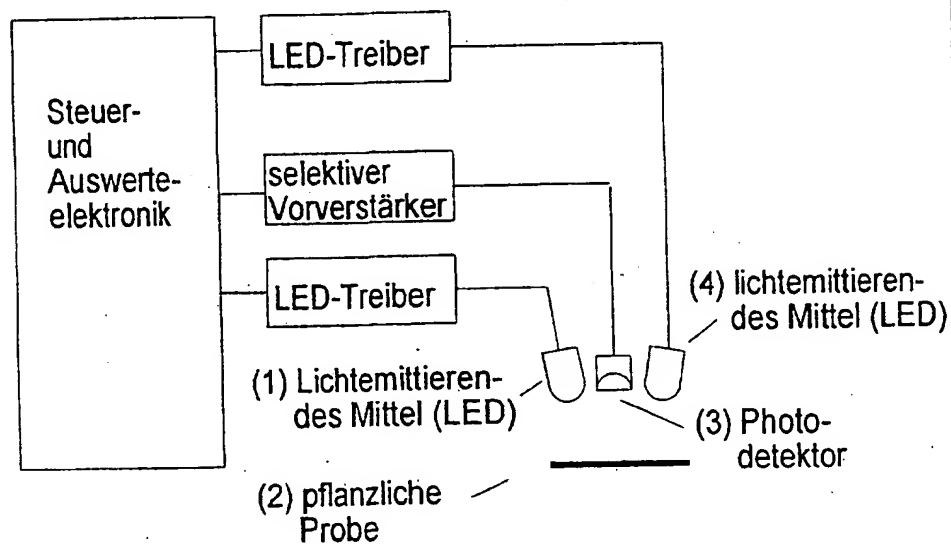 LED-Treiber
Steuer-
und
Auswerte-
elektronik
selektiver
Vorverstärker
LED-Treiber
(4) lichtemittieren-
des Mittel (LED)
(1) Lichtemittieren-
des Mittel (LED)
(3) Photo-
detektor
(2) pflanzliche
Probe